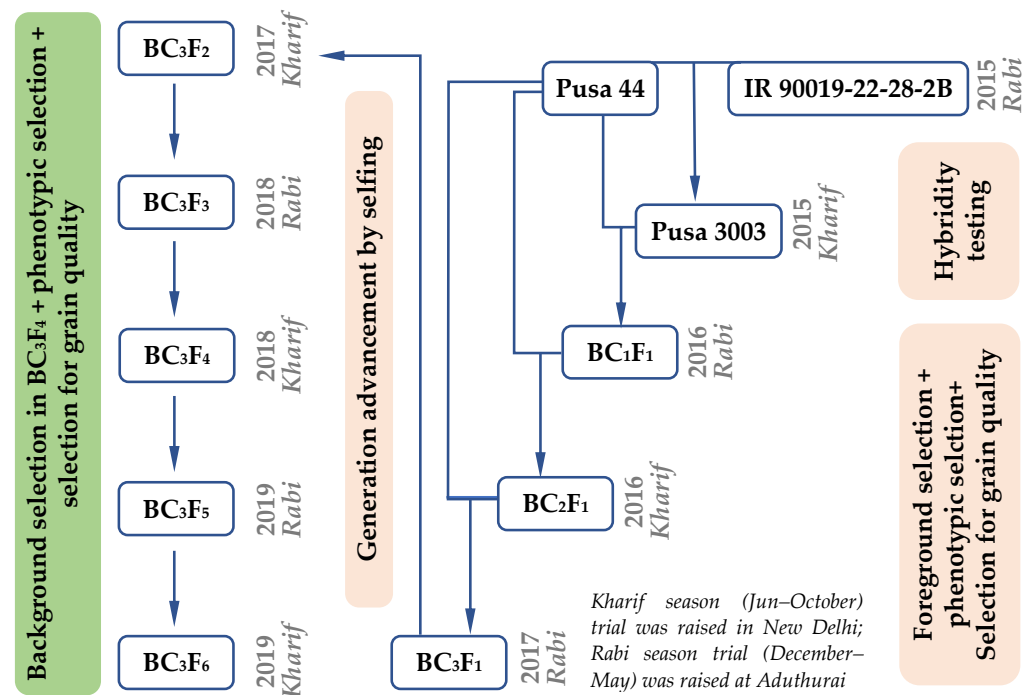 Background selection in BC₃F₄ + phenotypic selection +
selection for grain quality
BC₃F₂
2017
Kharif
BC₃F₃
2018
Rabi
BC₃F₄
2018
Kharif
BC₃F₅
2019
Rabi
BC₃F₆
2019
Kharif
Generation advancement by selfing
Pusa 44
IR 90019-22-28-2B
2015
Rabi
Pusa 3003
2015
Kharif
BC₁F₁
2016
Rabi
BC₂F₁
2016
Kharif
BC₃F₁
2017
Rabi
Hybridity
testing
Foreground selection +
phenotypic selction+
Selection for grain quality
Kharif season (Jun–October)
trial was raised in New Delhi;
Rabi season trial (December–
May) was raised at Aduthurai